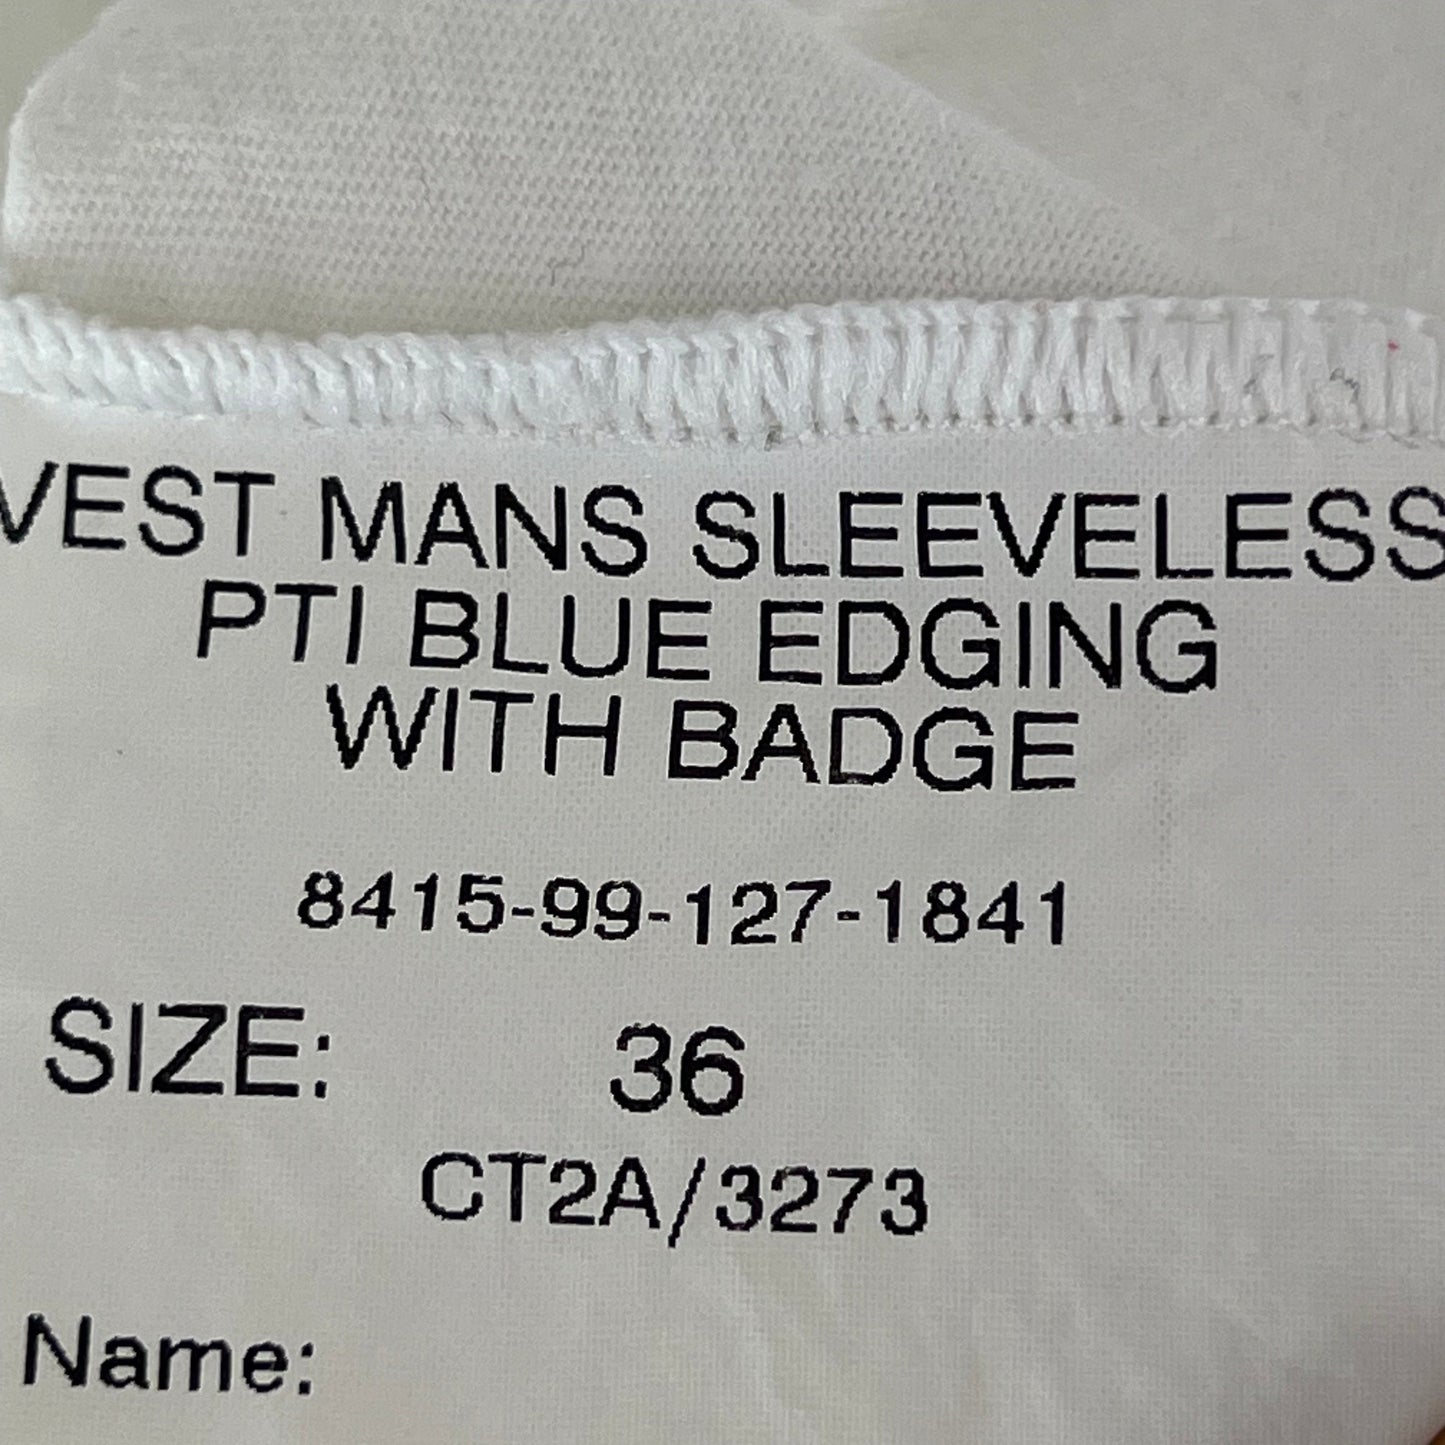 VEST MANS SLEEVELESS
PTI BLUE EDGING
WITH BADGE
8415-99-127-1841
SIZE: 36
CT2A/3273
Name: